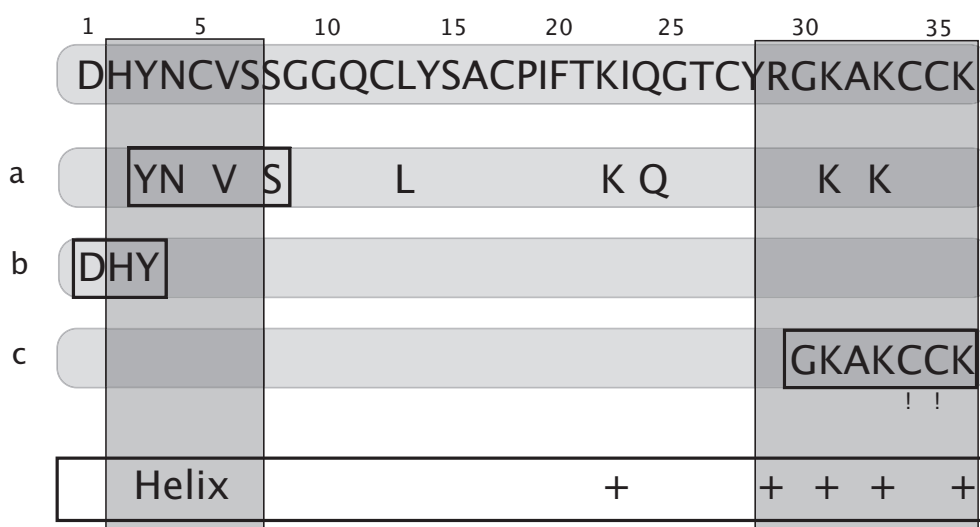 1 5 10 15 20 25 30 35
DHYNCVSSGGQCLYSACPIFTKIQGTCYRGKAKCCK
a YN V S L K Q K K
b DHY
c GKAKCCK
! !
Helix + + + + +